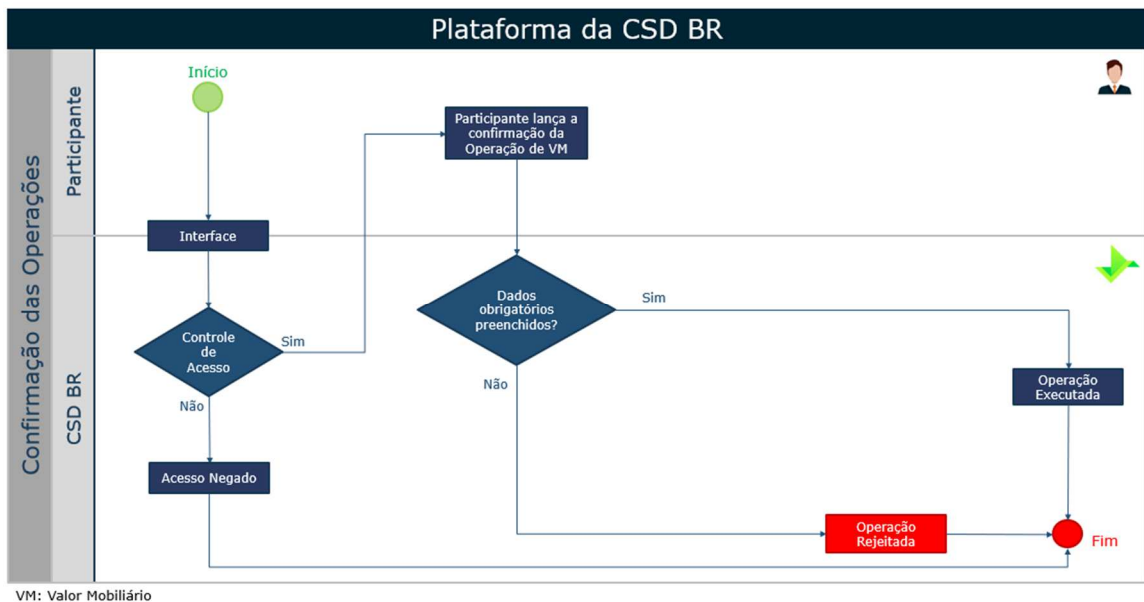 Plataforma da CSD BR
Confirmação das Operações
Participante
CSD BR
Início
Participante lança a
confirmação da
Operação de VM
Interface
Dados
obrigatórios
preenchidos?
Sim
Controle
de
Acesso
Sim
Não
Não
Operação
Executada
Acesso Negado
Operação
Rejeitada
Fim
VM: Valor Mobiliário